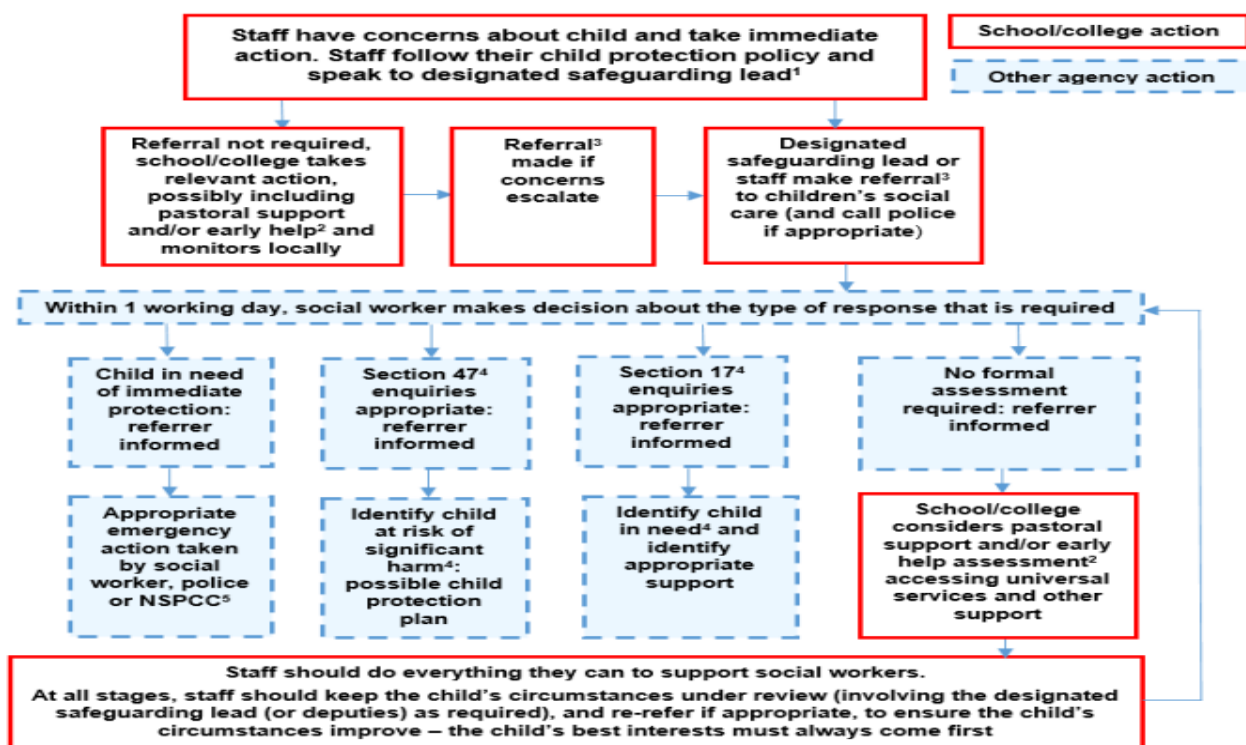 Staff have concerns about child and take immediate
action. Staff follow their child protection policy and
speak to designated safeguarding lead¹
School/college action
Other agency action
Referral not required,
school/college takes
relevant action,
possibly including
pastoral support
and/or early help² and
monitors locally
Referral³
made if
concerns
escalate
Designated
safeguarding lead or
staff make referral³
to children’s social
care (and call police
if appropriate)
Within 1 working day, social worker makes decision about the type of response that is required
Child in need
of immediate
protection:
referrer
informed
Section 47⁴
enquiries
appropriate:
referrer
informed
Section 17⁴
enquiries
appropriate:
referrer
informed
No formal
assessment
required: referrer
informed
Appropriate
emergency
action taken
by social
worker, police
or NSPCC⁵
Identify child
at risk of
significant
harm⁴:
possible child
protection
plan
Identify child
in need⁴ and
identify
appropriate
support
School/college
considers pastoral
support and/or early
help assessment²
accessing universal
services and other
support
Staff should do everything they can to support social workers.
At all stages, staff should keep the child’s circumstances under review (involving the designated
safeguarding lead (or deputies) as required), and re-refer if appropriate, to ensure the child’s
circumstances improve – the child’s best interests must always come first